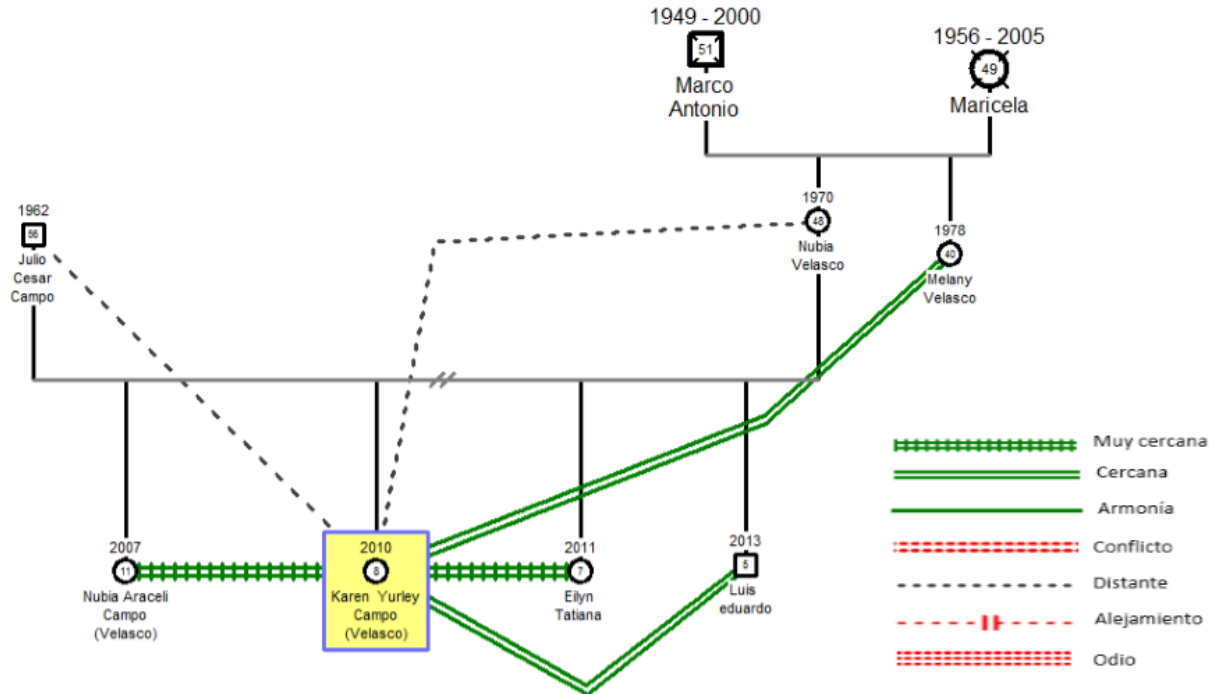 1949 - 2000
51
Marco
Antonio
1956 - 2005
49
Maricela
1962
56
Julio
Cesar
Campo
1970
48
Nubia
Velasco
1978
40
Melany
Velasco
2007
11
Nubia Araceli
Campo
(Velasco)
2010
8
Karen Yurley
Campo
(Velasco)
2011
7
Eilyn
Tatiana
2013
5
Luis
eduardo
Muy cercana
Cercana
Armonía
Conflicto
Distante
Alejamiento
Odio